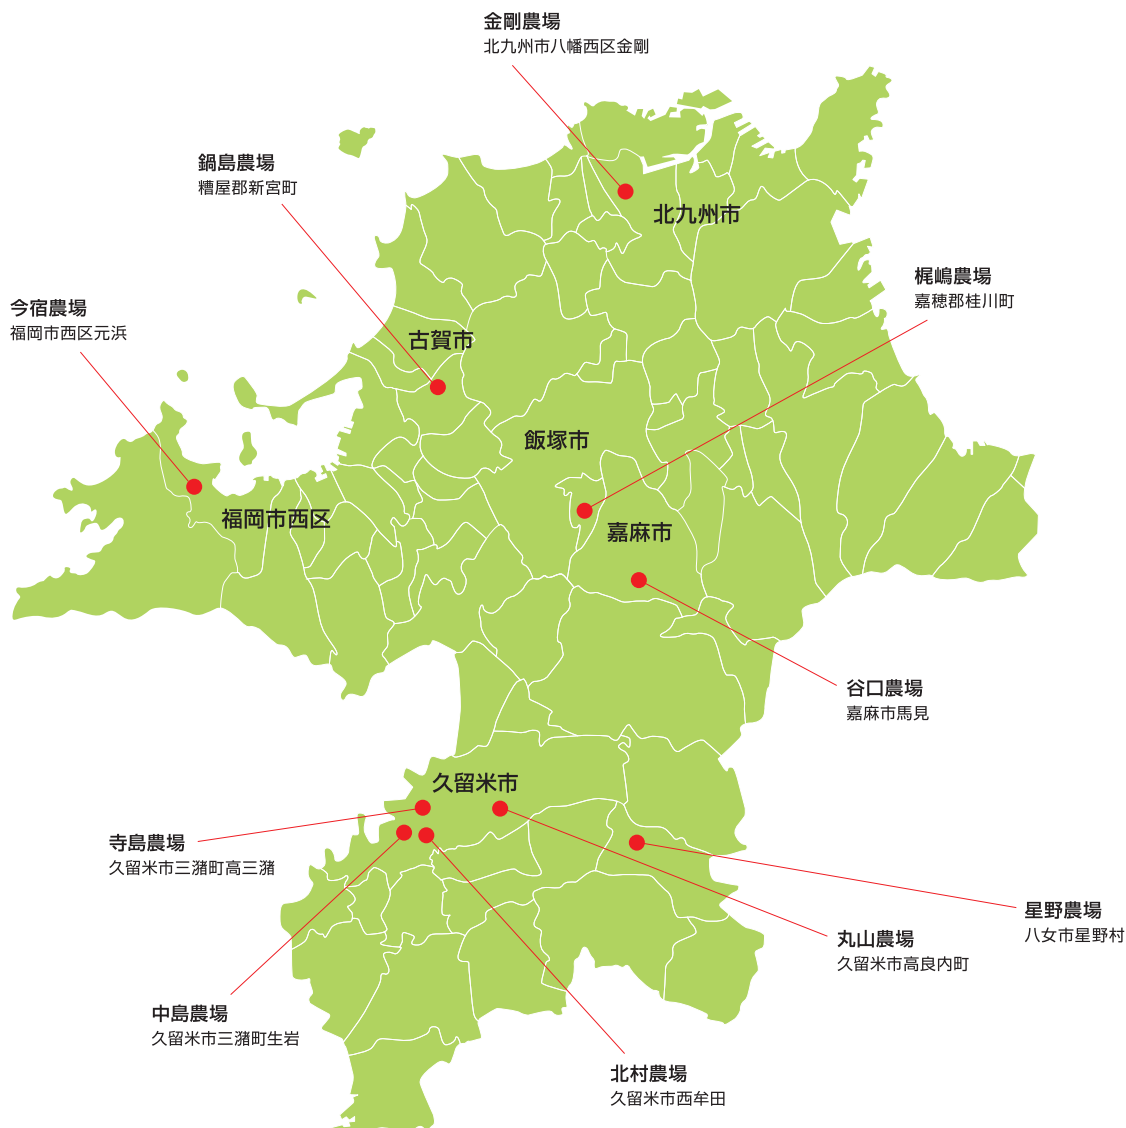 金剛農場
北九州市八幡西区金剛
鍋島農場
糟屋郡新宮町
北九州市
梶嶋農場
嘉穂郡桂川町
今宿農場
福岡市西区元浜
古賀市
飯塚市
福岡市西区
嘉麻市
谷口農場
嘉麻市馬見
久留米市
寺島農場
久留米市三潴町高三潴
星野農場
八女市星野村
丸山農場
久留米市高良内町
中島農場
久留米市三潴町生岩
北村農場
久留米市西牟田